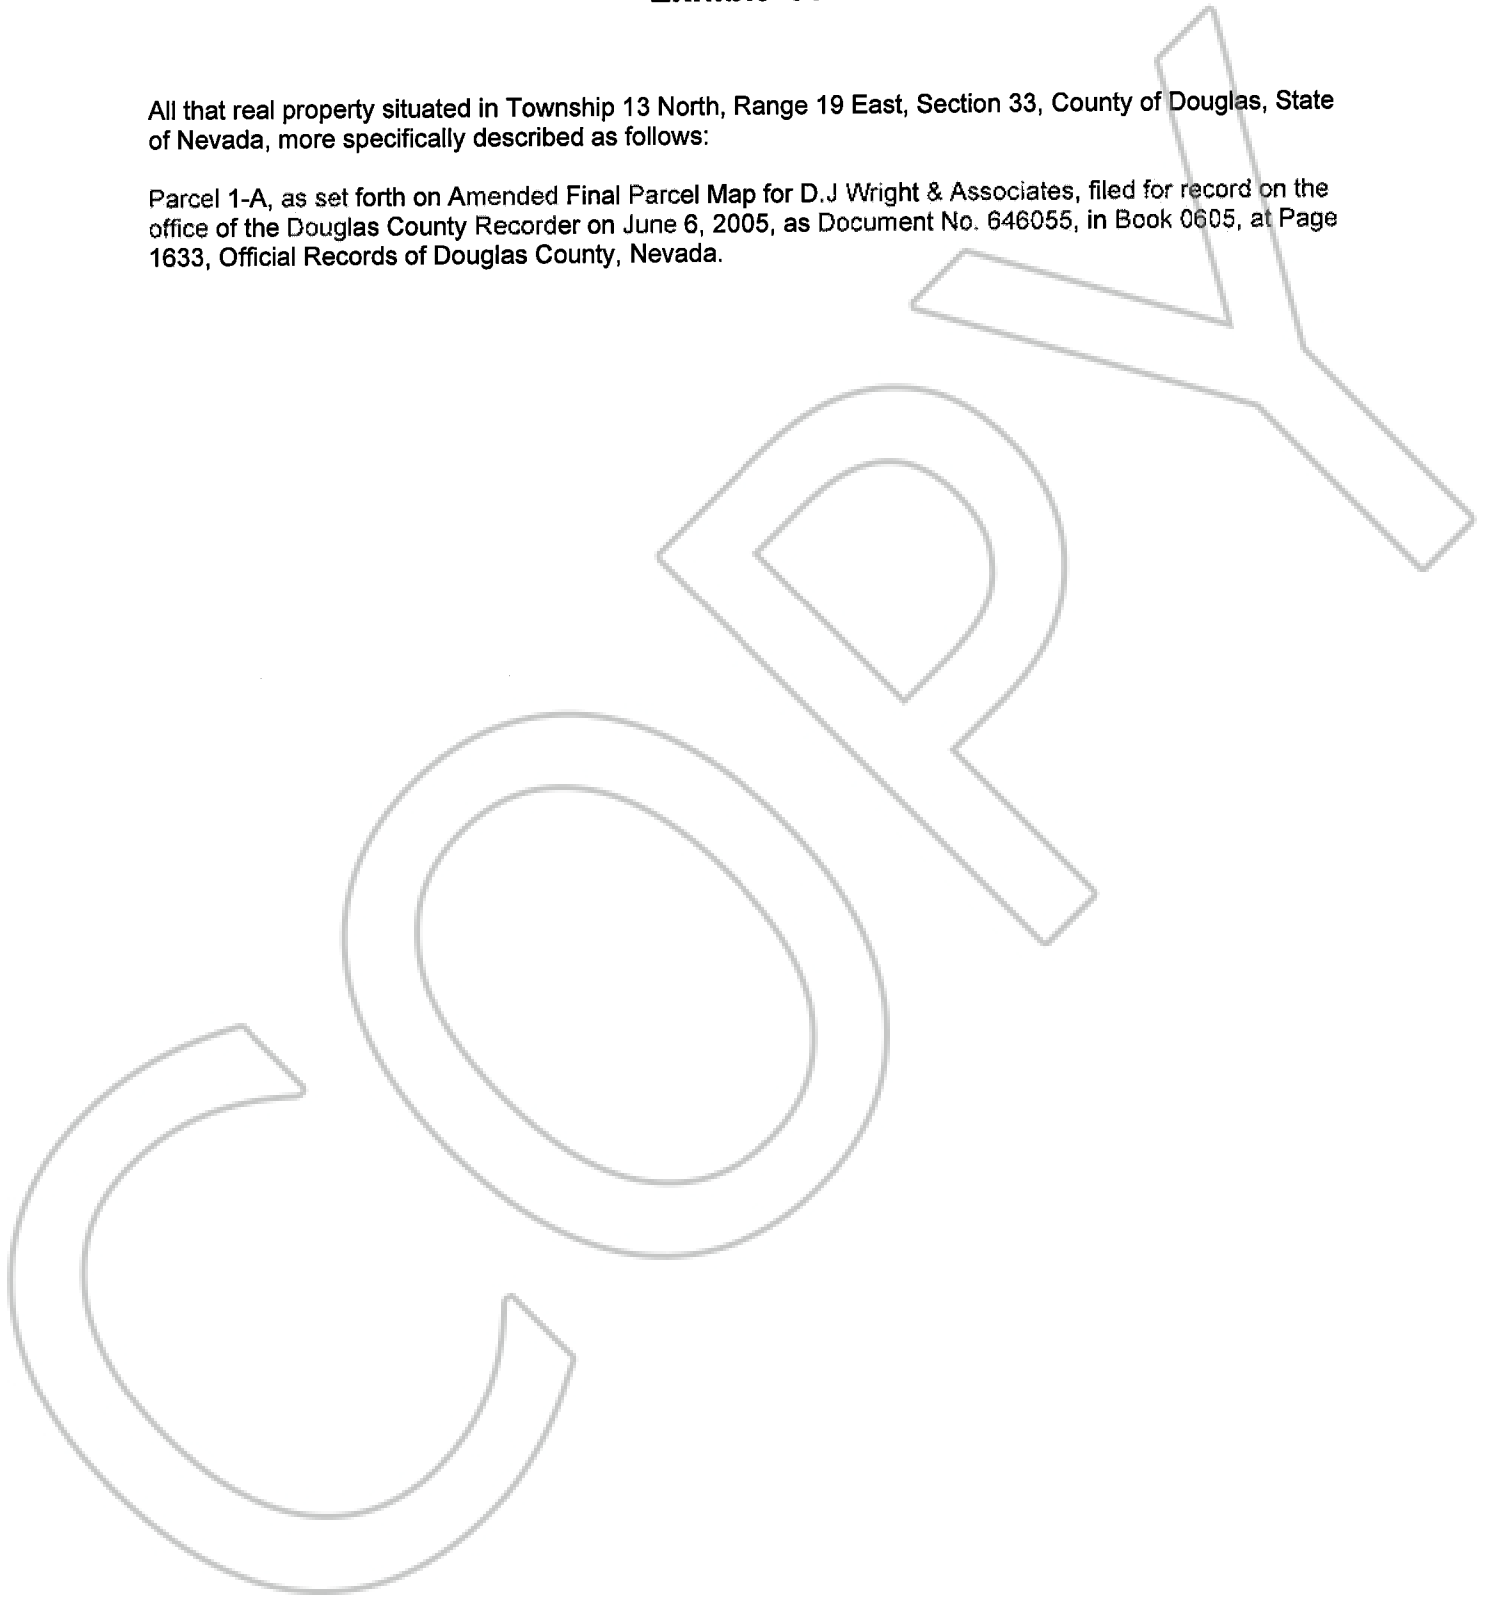 All that real property situated in Township 13 North, Range 19 East, Section 33, County of Douglas, State
of Nevada, more specifically described as follows:
Parcel 1-A, as set forth on Amended Final Parcel Map for D.J Wright & Associates, filed for record on the
office of the Douglas County Recorder on June 6, 2005, as Document No. 646055, in Book 0605, at Page
1633, Official Records of Douglas County, Nevada.
COPY